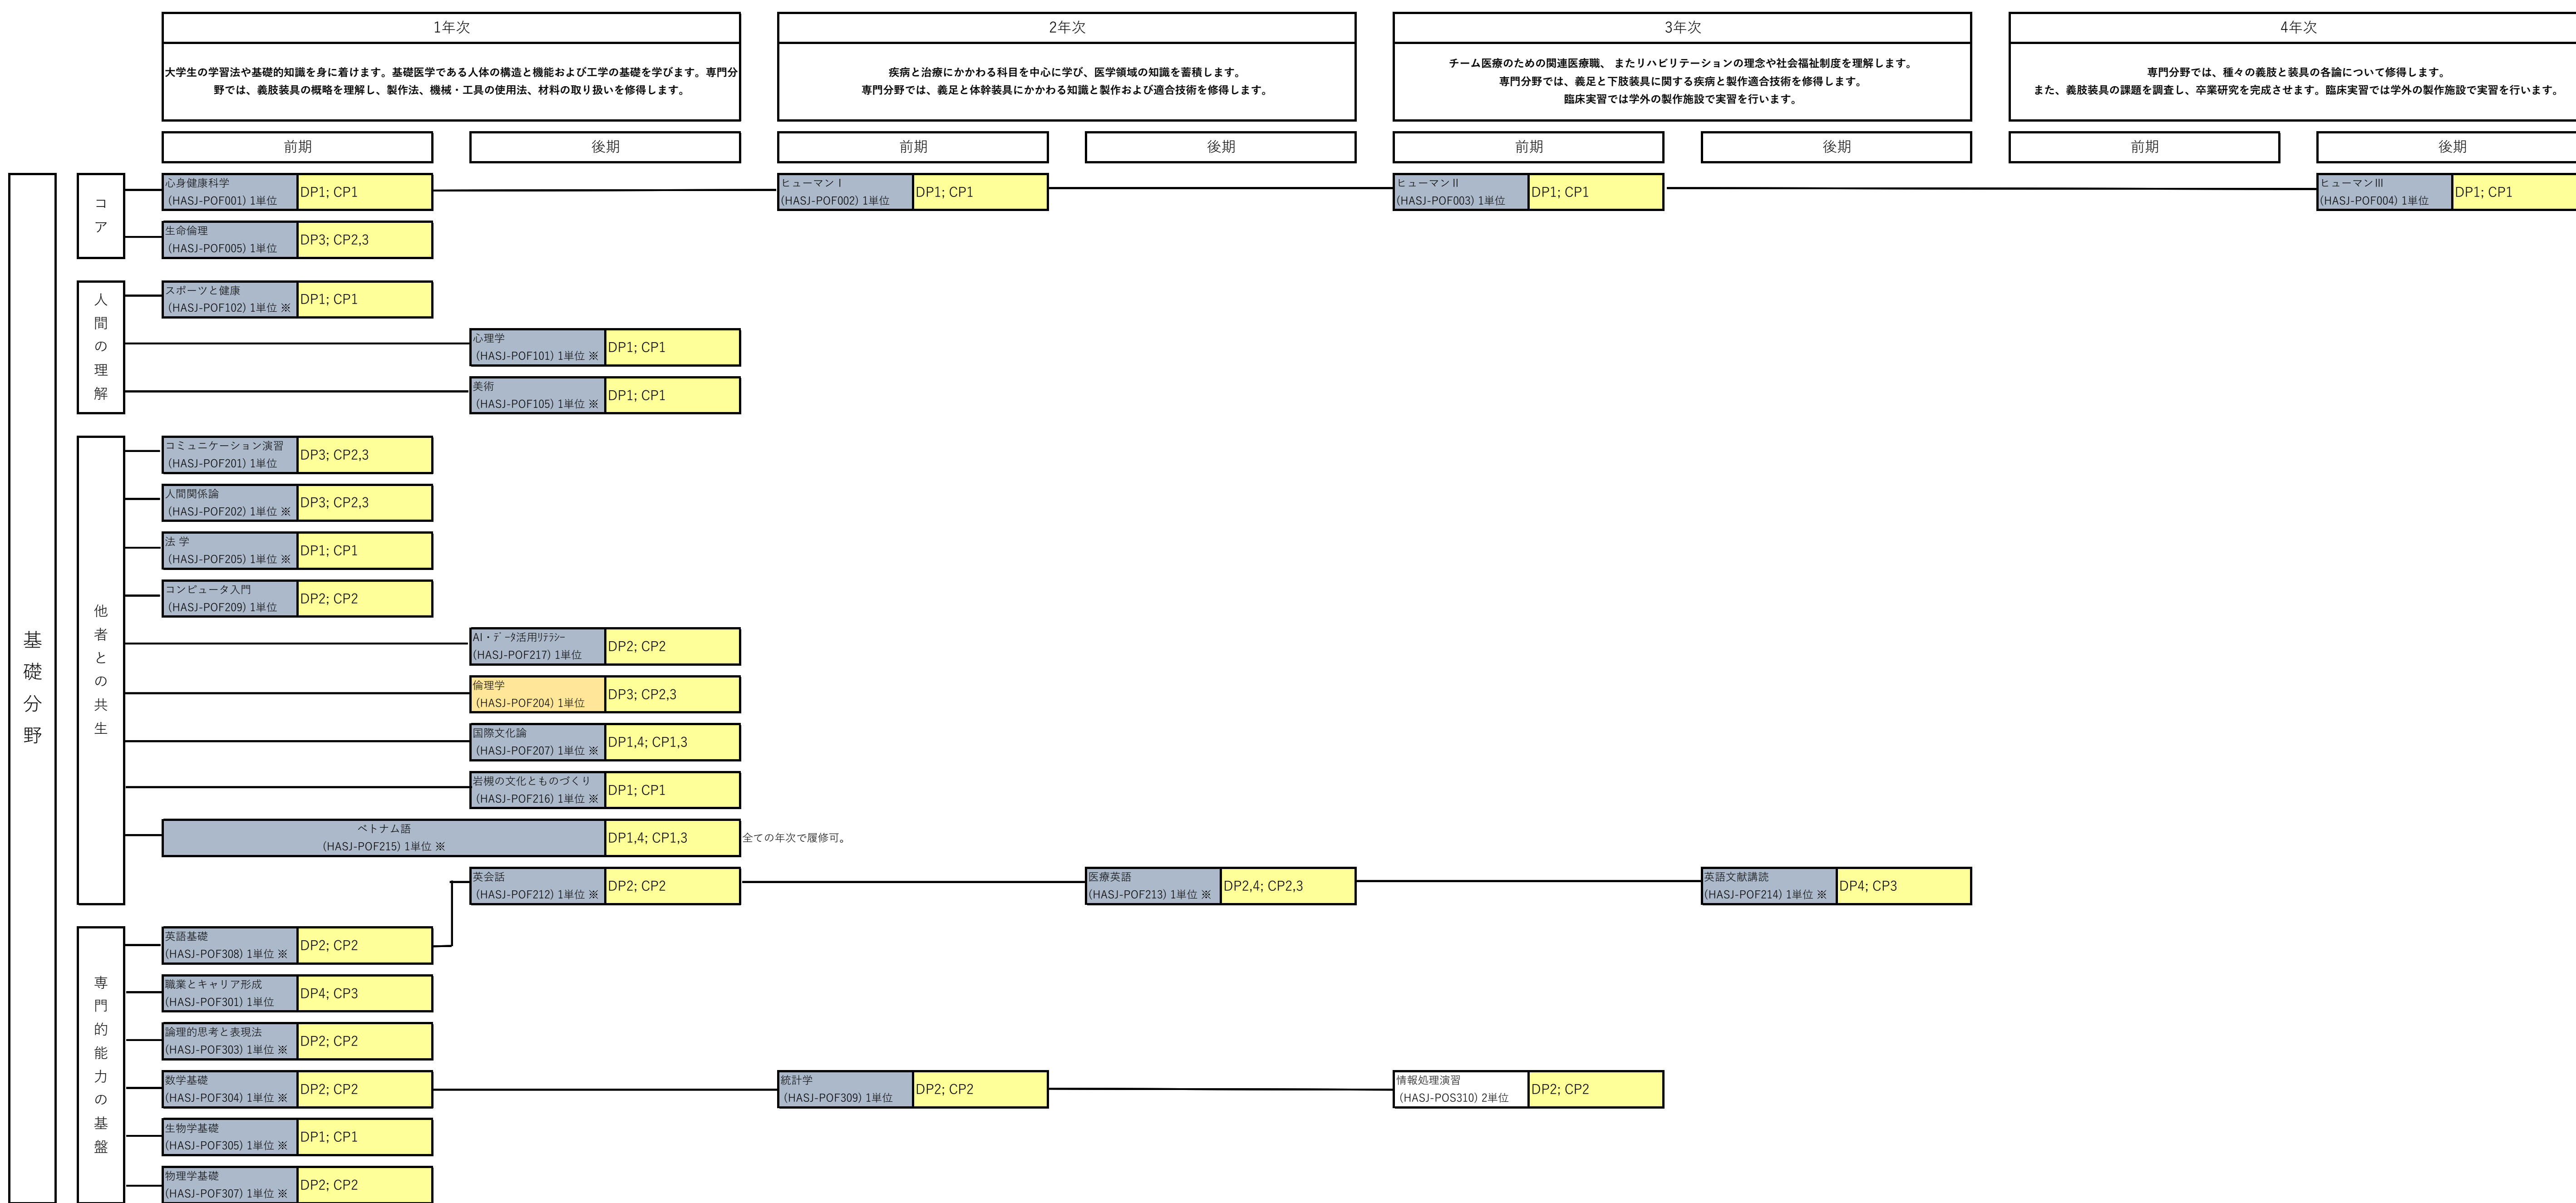 1年次
2年次
3年次
4年次
大学生の学習法や基礎的知識を身に着けます。基礎医学である人体の構造と機能および工学の基礎を学びます。専門分
野では、義肢装具の概略を理解し、製作法、機械・工具の使用法、材料の取り扱いを修得します。
疾病と治療にかかわる科目を中心に学び、医学領域の知識を蓄積します。
専門分野では、義足と体幹装具にかかわる知識と製作および適合技術を修得します。
チーム医療のための関連医療職、 またリハビリテーションの理念や社会福祉制度を理解します。
専門分野では、義足と下肢装具に関する疾病と製作適合技術を修得します。
臨床実習では学外の製作施設で実習を行います。
専門分野では、種々の義肢と装具の各論について修得します。
また、義肢装具の課題を調査し、卒業研究を完成させます。臨床実習では学外の製作施設で実習を行います。
前期
後期
前期
後期
前期
後期
前期
後期
基礎分野
コア
心身健康科学
(HASJ-POF001) 1単位
DP1; CP1
ヒューマンⅠ
(HASJ-POF002) 1単位
DP1; CP1
ヒューマンⅡ
(HASJ-POF003) 1単位
DP1; CP1
ヒューマンⅢ
(HASJ-POF004) 1単位
DP1; CP1
生命倫理
(HASJ-POF005) 1単位
DP3; CP2,3
人間の理解
スポーツと健康
(HASJ-POF102) 1単位 ※
DP1; CP1
心理学
(HASJ-POF101) 1単位 ※
DP1; CP1
美術
(HASJ-POF105) 1単位 ※
DP1; CP1
他者との共生
コミュニケーション演習
(HASJ-POF201) 1単位
DP3; CP2,3
人間関係論
(HASJ-POF202) 1単位 ※
DP3; CP2,3
法 学
(HASJ-POF205) 1単位 ※
DP1; CP1
コンピュータ入門
(HASJ-POF209) 1単位
DP2; CP2
AI・ﾃﾞｰﾀ活用ﾘﾃﾗｼｰ
(HASJ-POF217) 1単位
DP2; CP2
倫理学
(HASJ-POF204) 1単位
DP3; CP2,3
国際文化論
(HASJ-POF207) 1単位 ※
DP1,4; CP1,3
岩槻の文化とものづくり
(HASJ-POF216) 1単位 ※
DP1; CP1
ベトナム語
(HASJ-POF215) 1単位 ※
DP1,4; CP1,3
全ての年次で履修可。
英会話
(HASJ-POF212) 1単位 ※
DP2; CP2
医療英語
(HASJ-POF213) 1単位 ※
DP2,4; CP2,3
英語文献講読
(HASJ-POF214) 1単位 ※
DP4; CP3
専門的能力の基盤
英語基礎
(HASJ-POF308) 1単位 ※
DP2; CP2
職業とキャリア形成
(HASJ-POF301) 1単位
DP4; CP3
論理的思考と表現法
(HASJ-POF303) 1単位 ※
DP2; CP2
数学基礎
(HASJ-POF304) 1単位 ※
DP2; CP2
統計学
(HASJ-POF309) 1単位
DP2; CP2
情報処理演習
(HASJ-POS310) 2単位
DP2; CP2
生物学基礎
(HASJ-POF305) 1単位 ※
DP1; CP1
物理学基礎
(HASJ-POF307) 1単位 ※
DP2; CP2